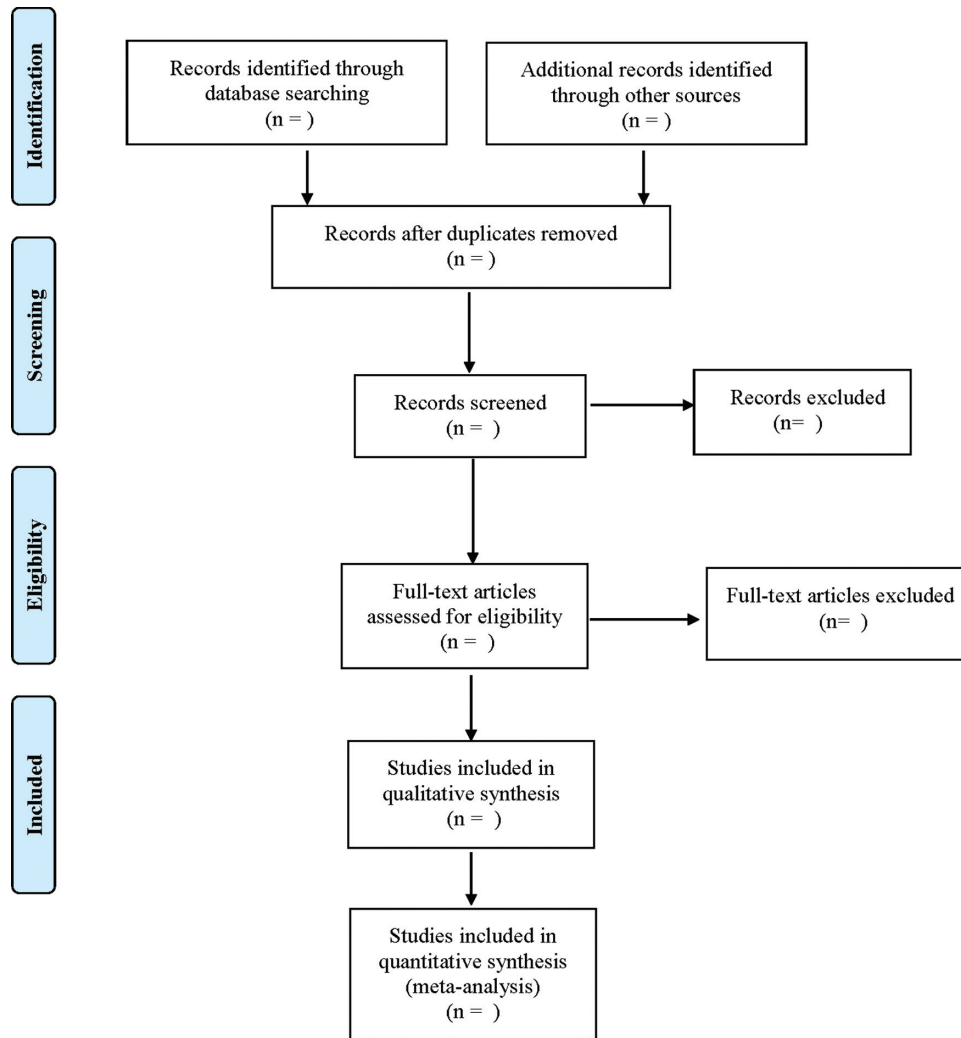 Identification
Records identified through
database searching
(n = )
Additional records identified
through other sources
(n = )
Records after duplicates removed
(n = )
Screening
Records screened
(n =  )
Records excluded
(n=  )
Eligibility
Full-text articles
assessed for eligibility
(n =  )
Full-text articles excluded
(n=  )
Included
Studies included in
qualitative synthesis
(n =  )
Studies included in
quantitative synthesis
(meta-analysis)
(n =  )